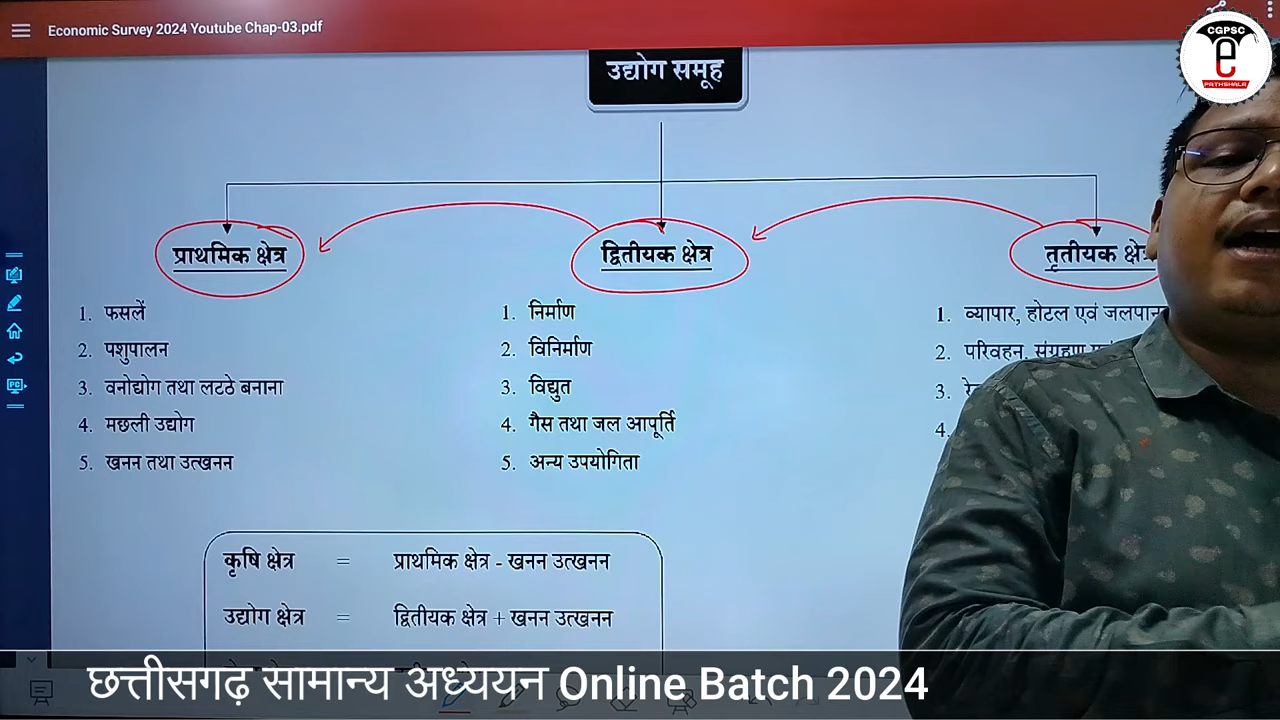 Economic Survey 2024 Youtube Chap-03.pdf
CGPSC
e
PATHSHALA
उद्योग समूह
प्राथमिक क्षेत्र
द्वितीयक क्षेत्र
तृतीयक
1. फसलें
2. पशुपालन
3. वनोद्योग तथा लटठे बनाना
4. मछली उद्योग
5. खनन तथा उत्खनन
1. निर्माण
2. विनिर्माण
3. विद्युत
4. गैस तथा जल आपूर्ति
5. अन्य उपयोगिता
1. व्यापार, होटल एवं जलपान
2. परिवहन, संग्रहण
3.
4.
कृषि क्षेत्र = प्राथमिक क्षेत्र - खनन उत्खनन
उद्योग क्षेत्र = द्वितीयक क्षेत्र + खनन उत्खनन
छत्तीसगढ़ सामान्य अध्ययन Online Batch 2024